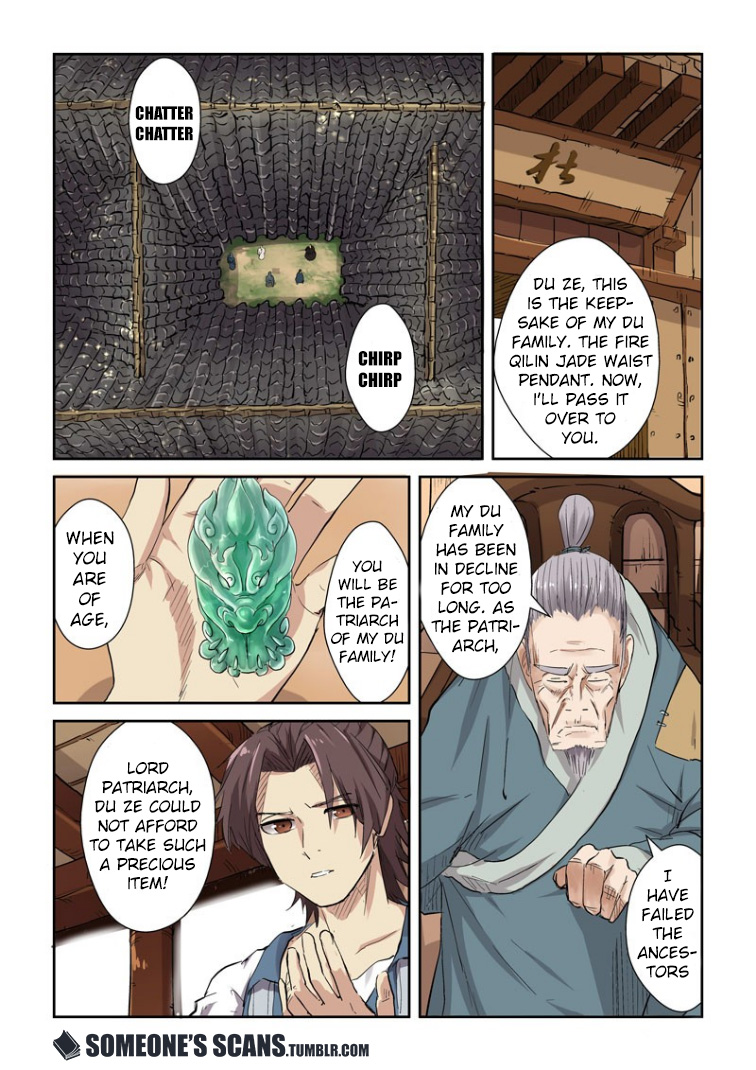 CHATTER
CHATTER
CHIRP
CHIRP
杜
DU ZE, THIS
IS THE KEEP-
SAKE OF MY DU
FAMILY. THE FIRE
QILIN JADE WAIST
PENDANT. NOW,
I'LL PASS IT
OVER TO
YOU.
WHEN
YOU
ARE
OF
AGE,
YOU
WILL BE
THE PA-
TRIARCH
OF MY DU
FAMILY!
MY DU
FAMILY
HAS BEEN
IN DECLINE
FOR TOO
LONG. AS
THE PATRI-
ARCH,
I
HAVE
FAILED
THE
ANCES-
TORS
LORD
PATRIARCH,
DU ZE COULD
NOT AFFORD
TO TAKE SUCH
A PRECIOUS
ITEM!
SOMEONE'S SCANS.TUMBLR.COM